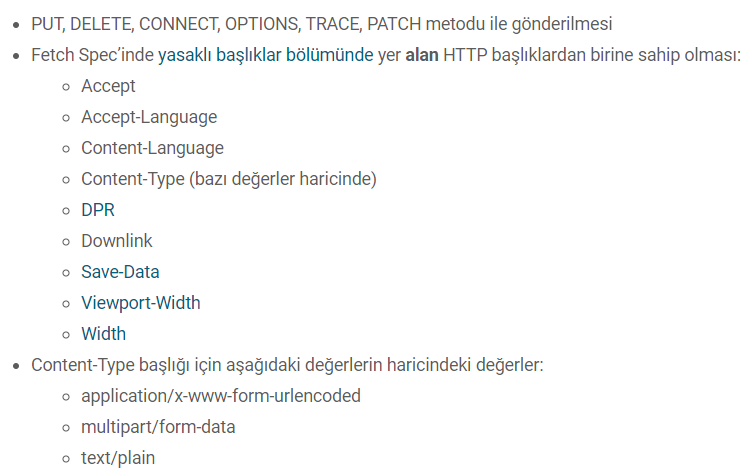 PUT, DELETE, CONNECT, OPTIONS, TRACE, PATCH metodu ile gönderilmesi
Fetch Spec’inde yasaklı başlıklar bölümünde yer alan HTTP başlıklardan birine sahip olması:
Accept
Accept-Language
Content-Language
Content-Type (bazı değerler haricinde)
DPR
Downlink
Save-Data
Viewport-Width
Width
Content-Type başlığı için aşağıdaki değerlerin haricindeki değerler:
application/x-www-form-urlencoded
multipart/form-data
text/plain